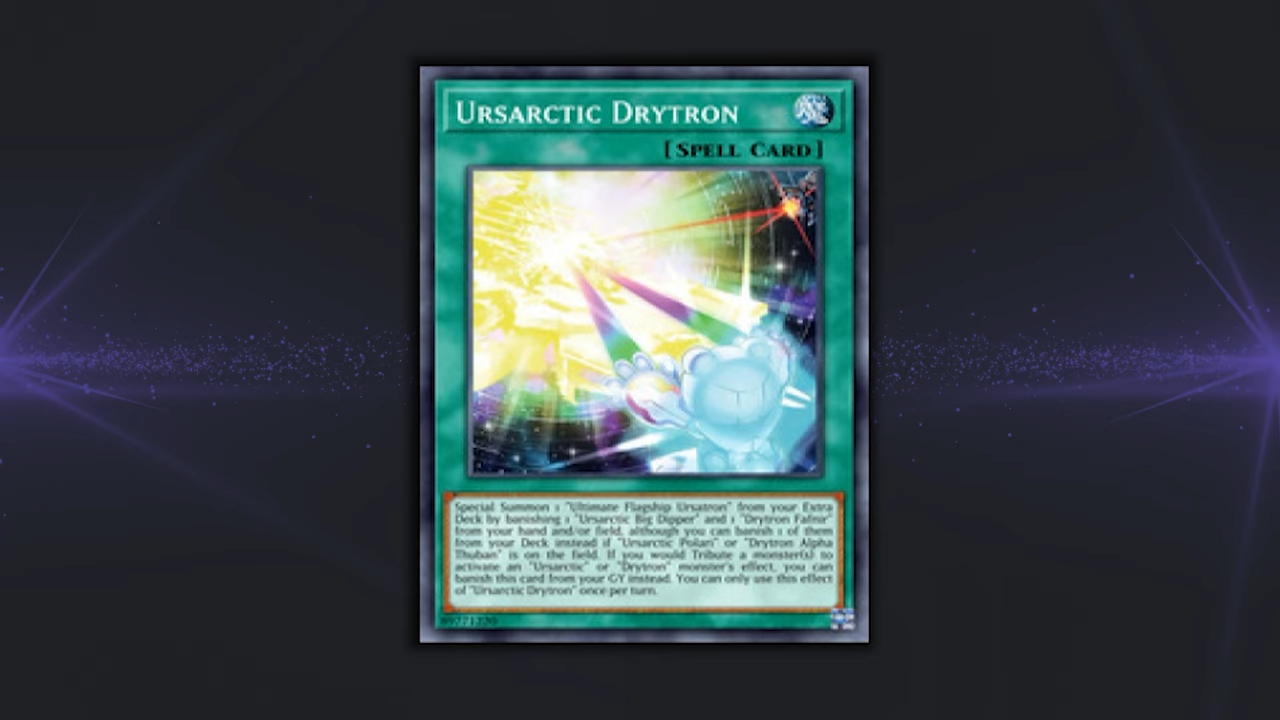 URSARCTIC DRYTRON
[SPELL CARD]
Special Summon 1 "Ultimate Flagship Ursatron" from your Extra
Deck by banishing 1 "Ursarctic Big Dipper" and 1 "Drytron Fafnir"
from your hand and/or field, although you can banish 1 of them
from your Deck instead if "Ursarctic Polari" or "Drytron Alpha
Thuban" is on the field. If you would Tribute a monster(s) to
activate an "Ursarctic" or "Drytron" monster's effect, you can
banish this card from your GY instead. You can only use this effect
of "Ursarctic Drytron" once per turn.